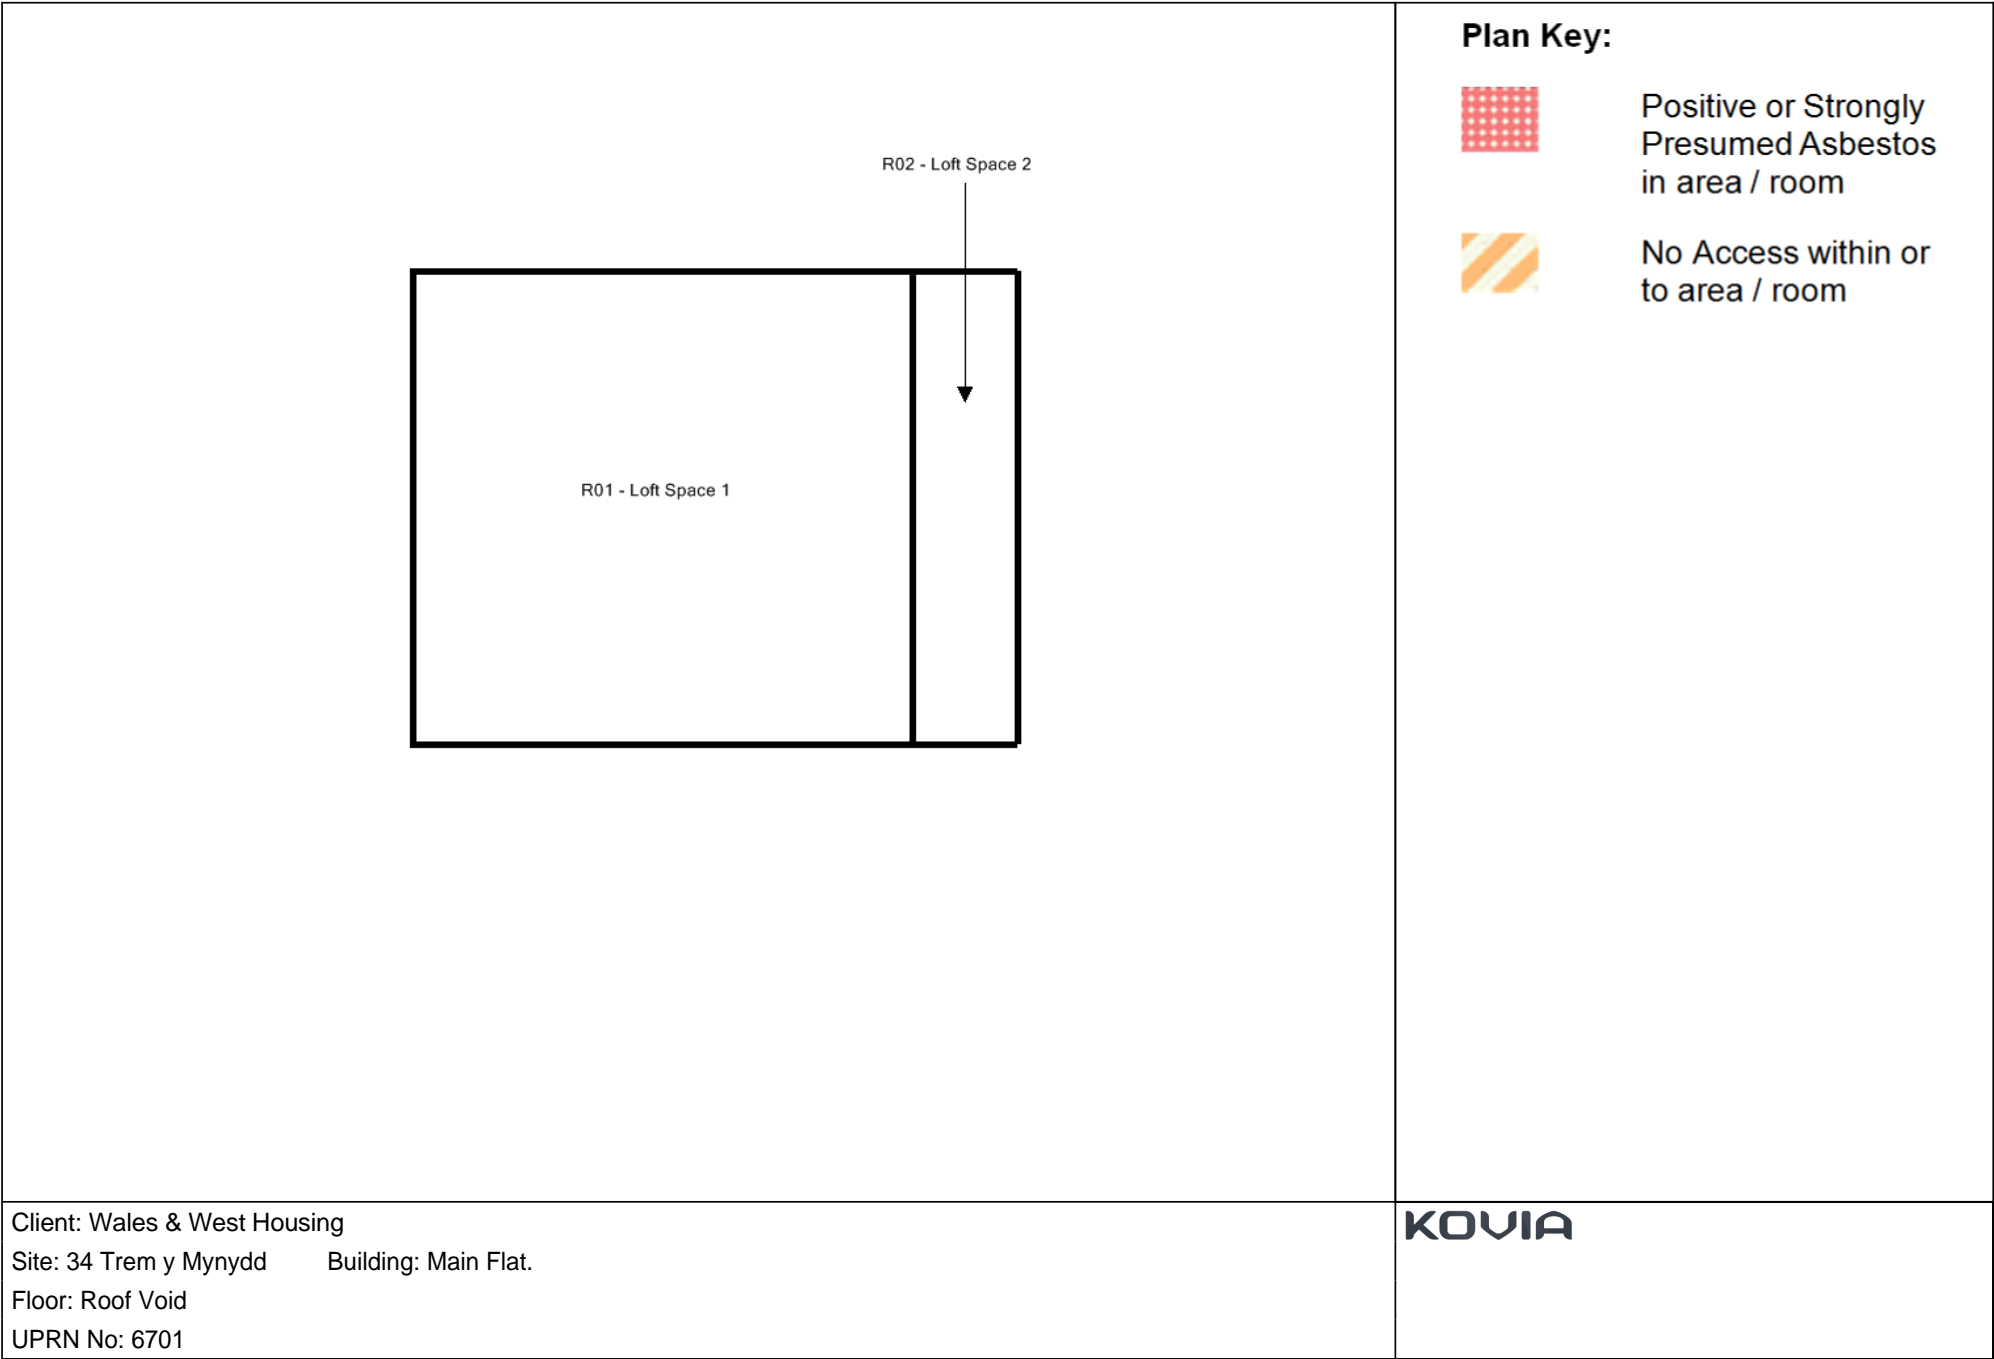 Plan Key:
Positive or Strongly
Presumed Asbestos
in area / room
No Access within or
to area / room
R02 - Loft Space 2
R01 - Loft Space 1
Client: Wales & West Housing
Site: 34 Trem y Mynydd Building: Main Flat.
Floor: Roof Void
UPRN No: 6701
KOVIA